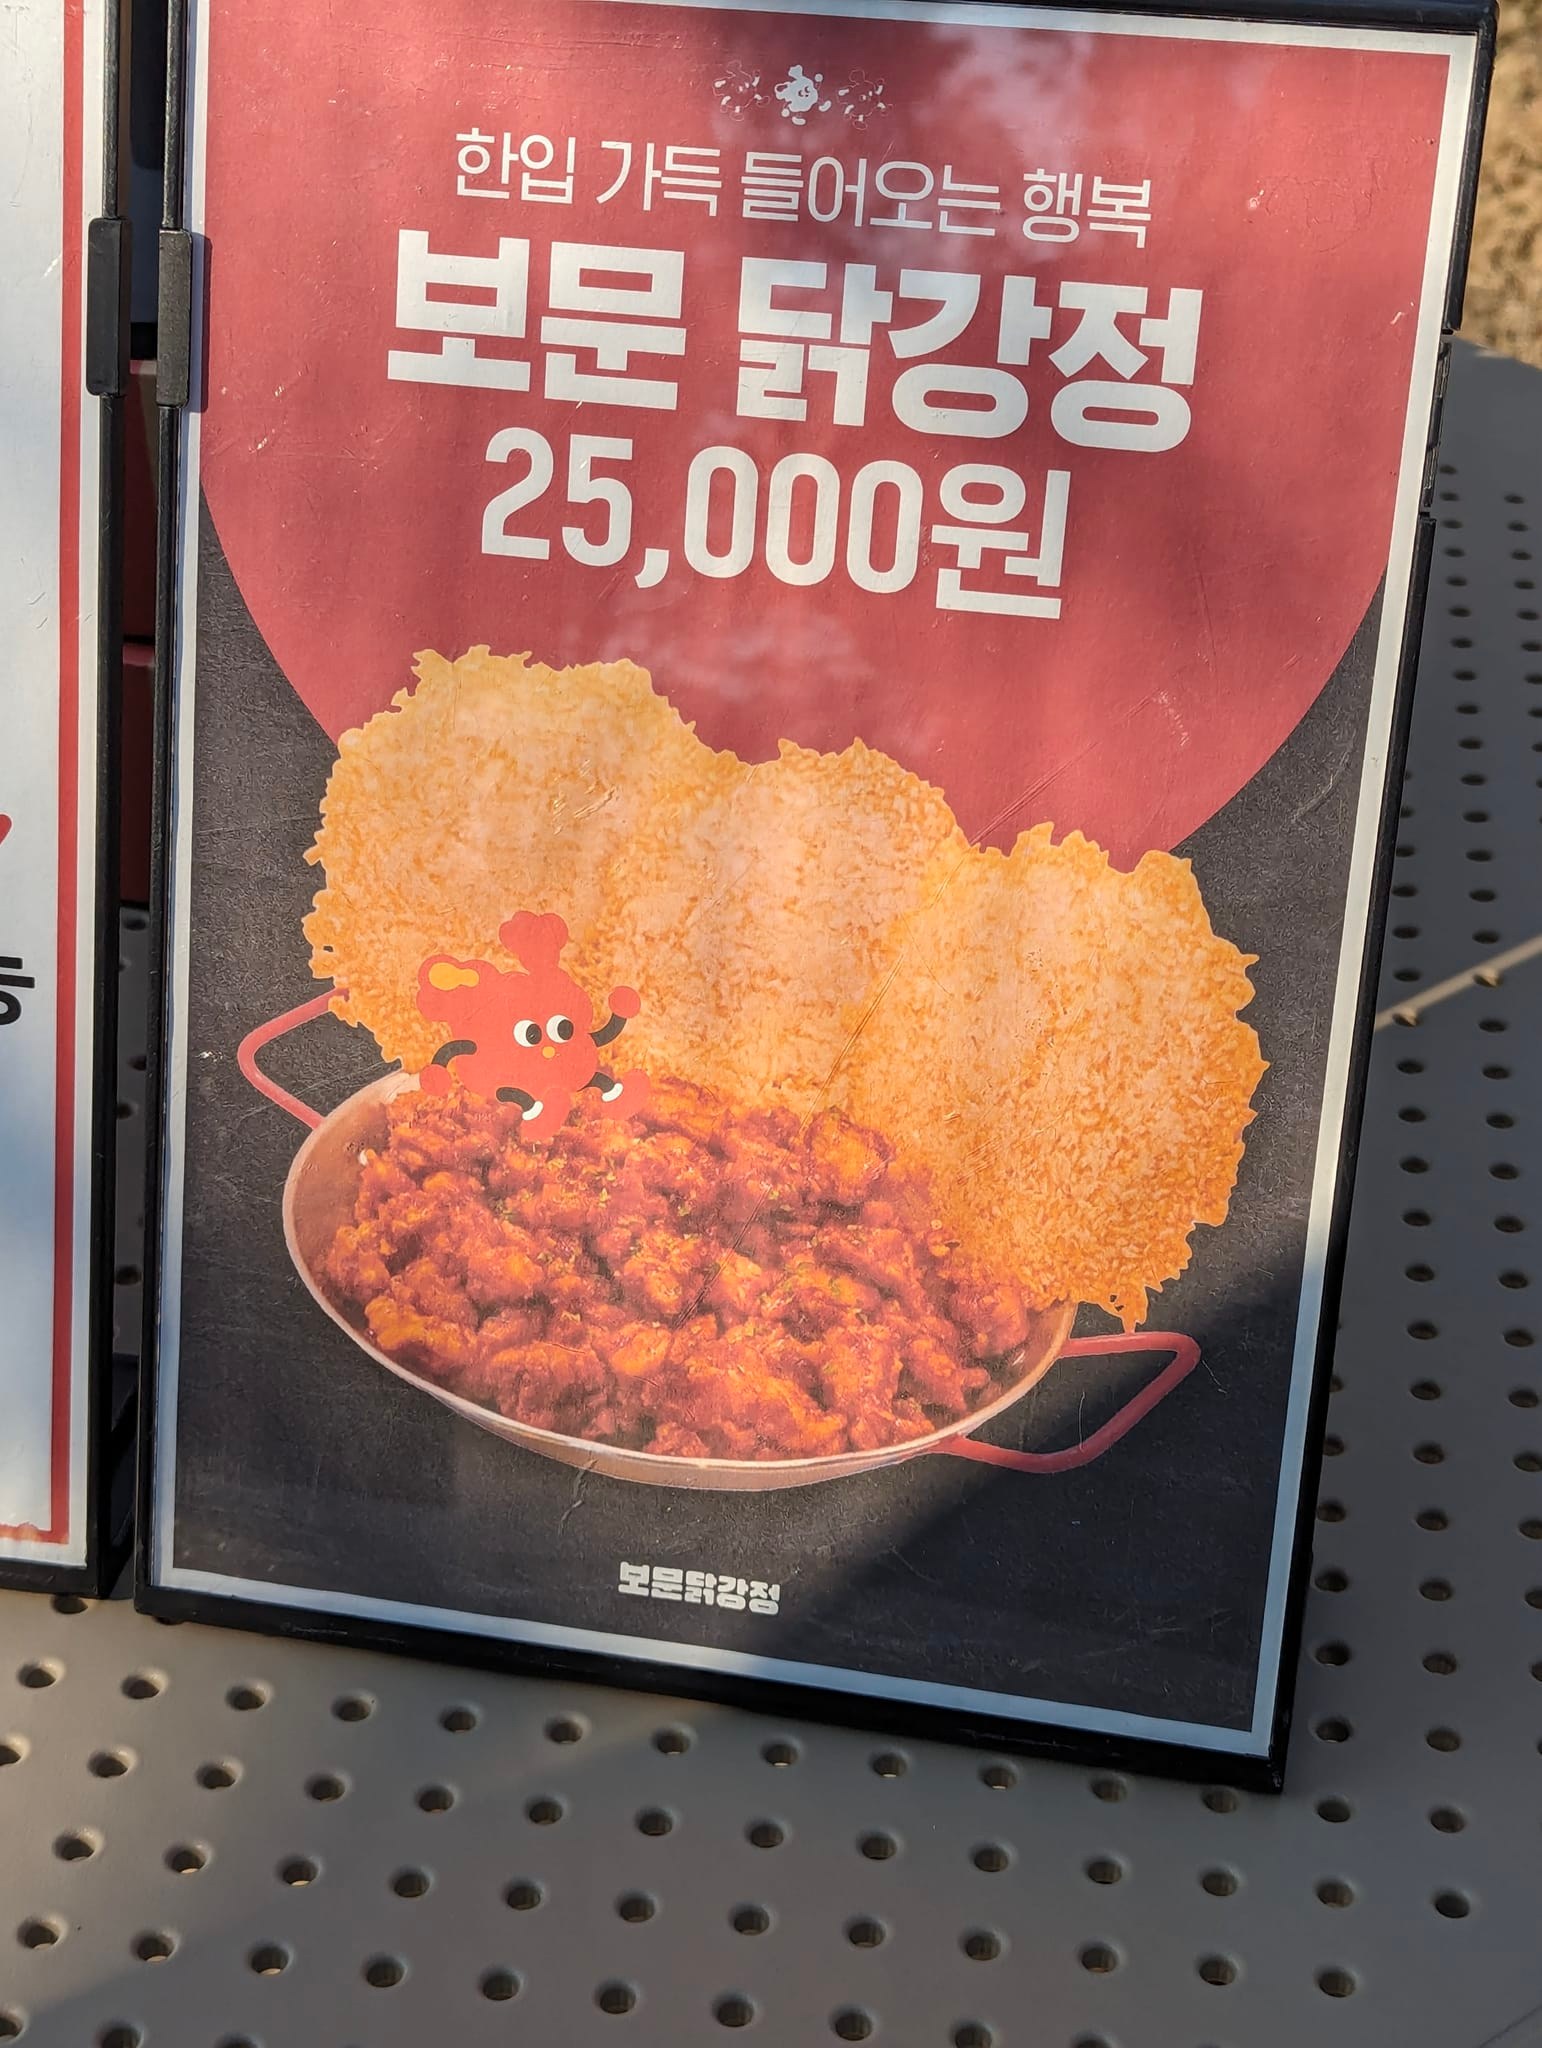 한입 가득 들어오는 행복
보문 닭강정
25,000원
보문닭강정